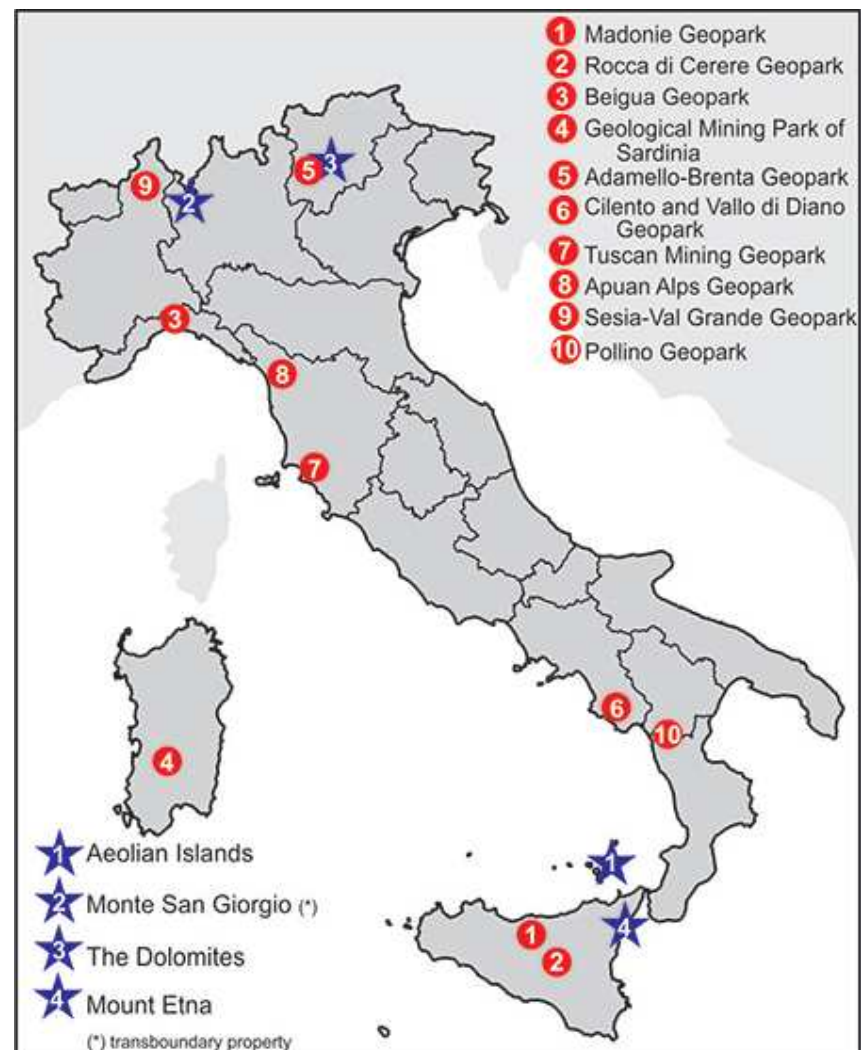 1 Madonie Geopark
2 Rocca di Cerere Geopark
3 Beigua Geopark
4 Geological Mining Park of
Sardinia
5 Adamello-Brenta Geopark
6 Cilento and Vallo di Diano
Geopark
7 Tuscan Mining Geopark
8 Apuan Alps Geopark
9 Sesia-Val Grande Geopark
10 Pollino Geopark
5 3
9
2
3
8
7
6
10
4
1
4
1
2
1 Aeolian Islands
2 Monte San Giorgio (*)
3 The Dolomites
4 Mount Etna
(*) transboundary property